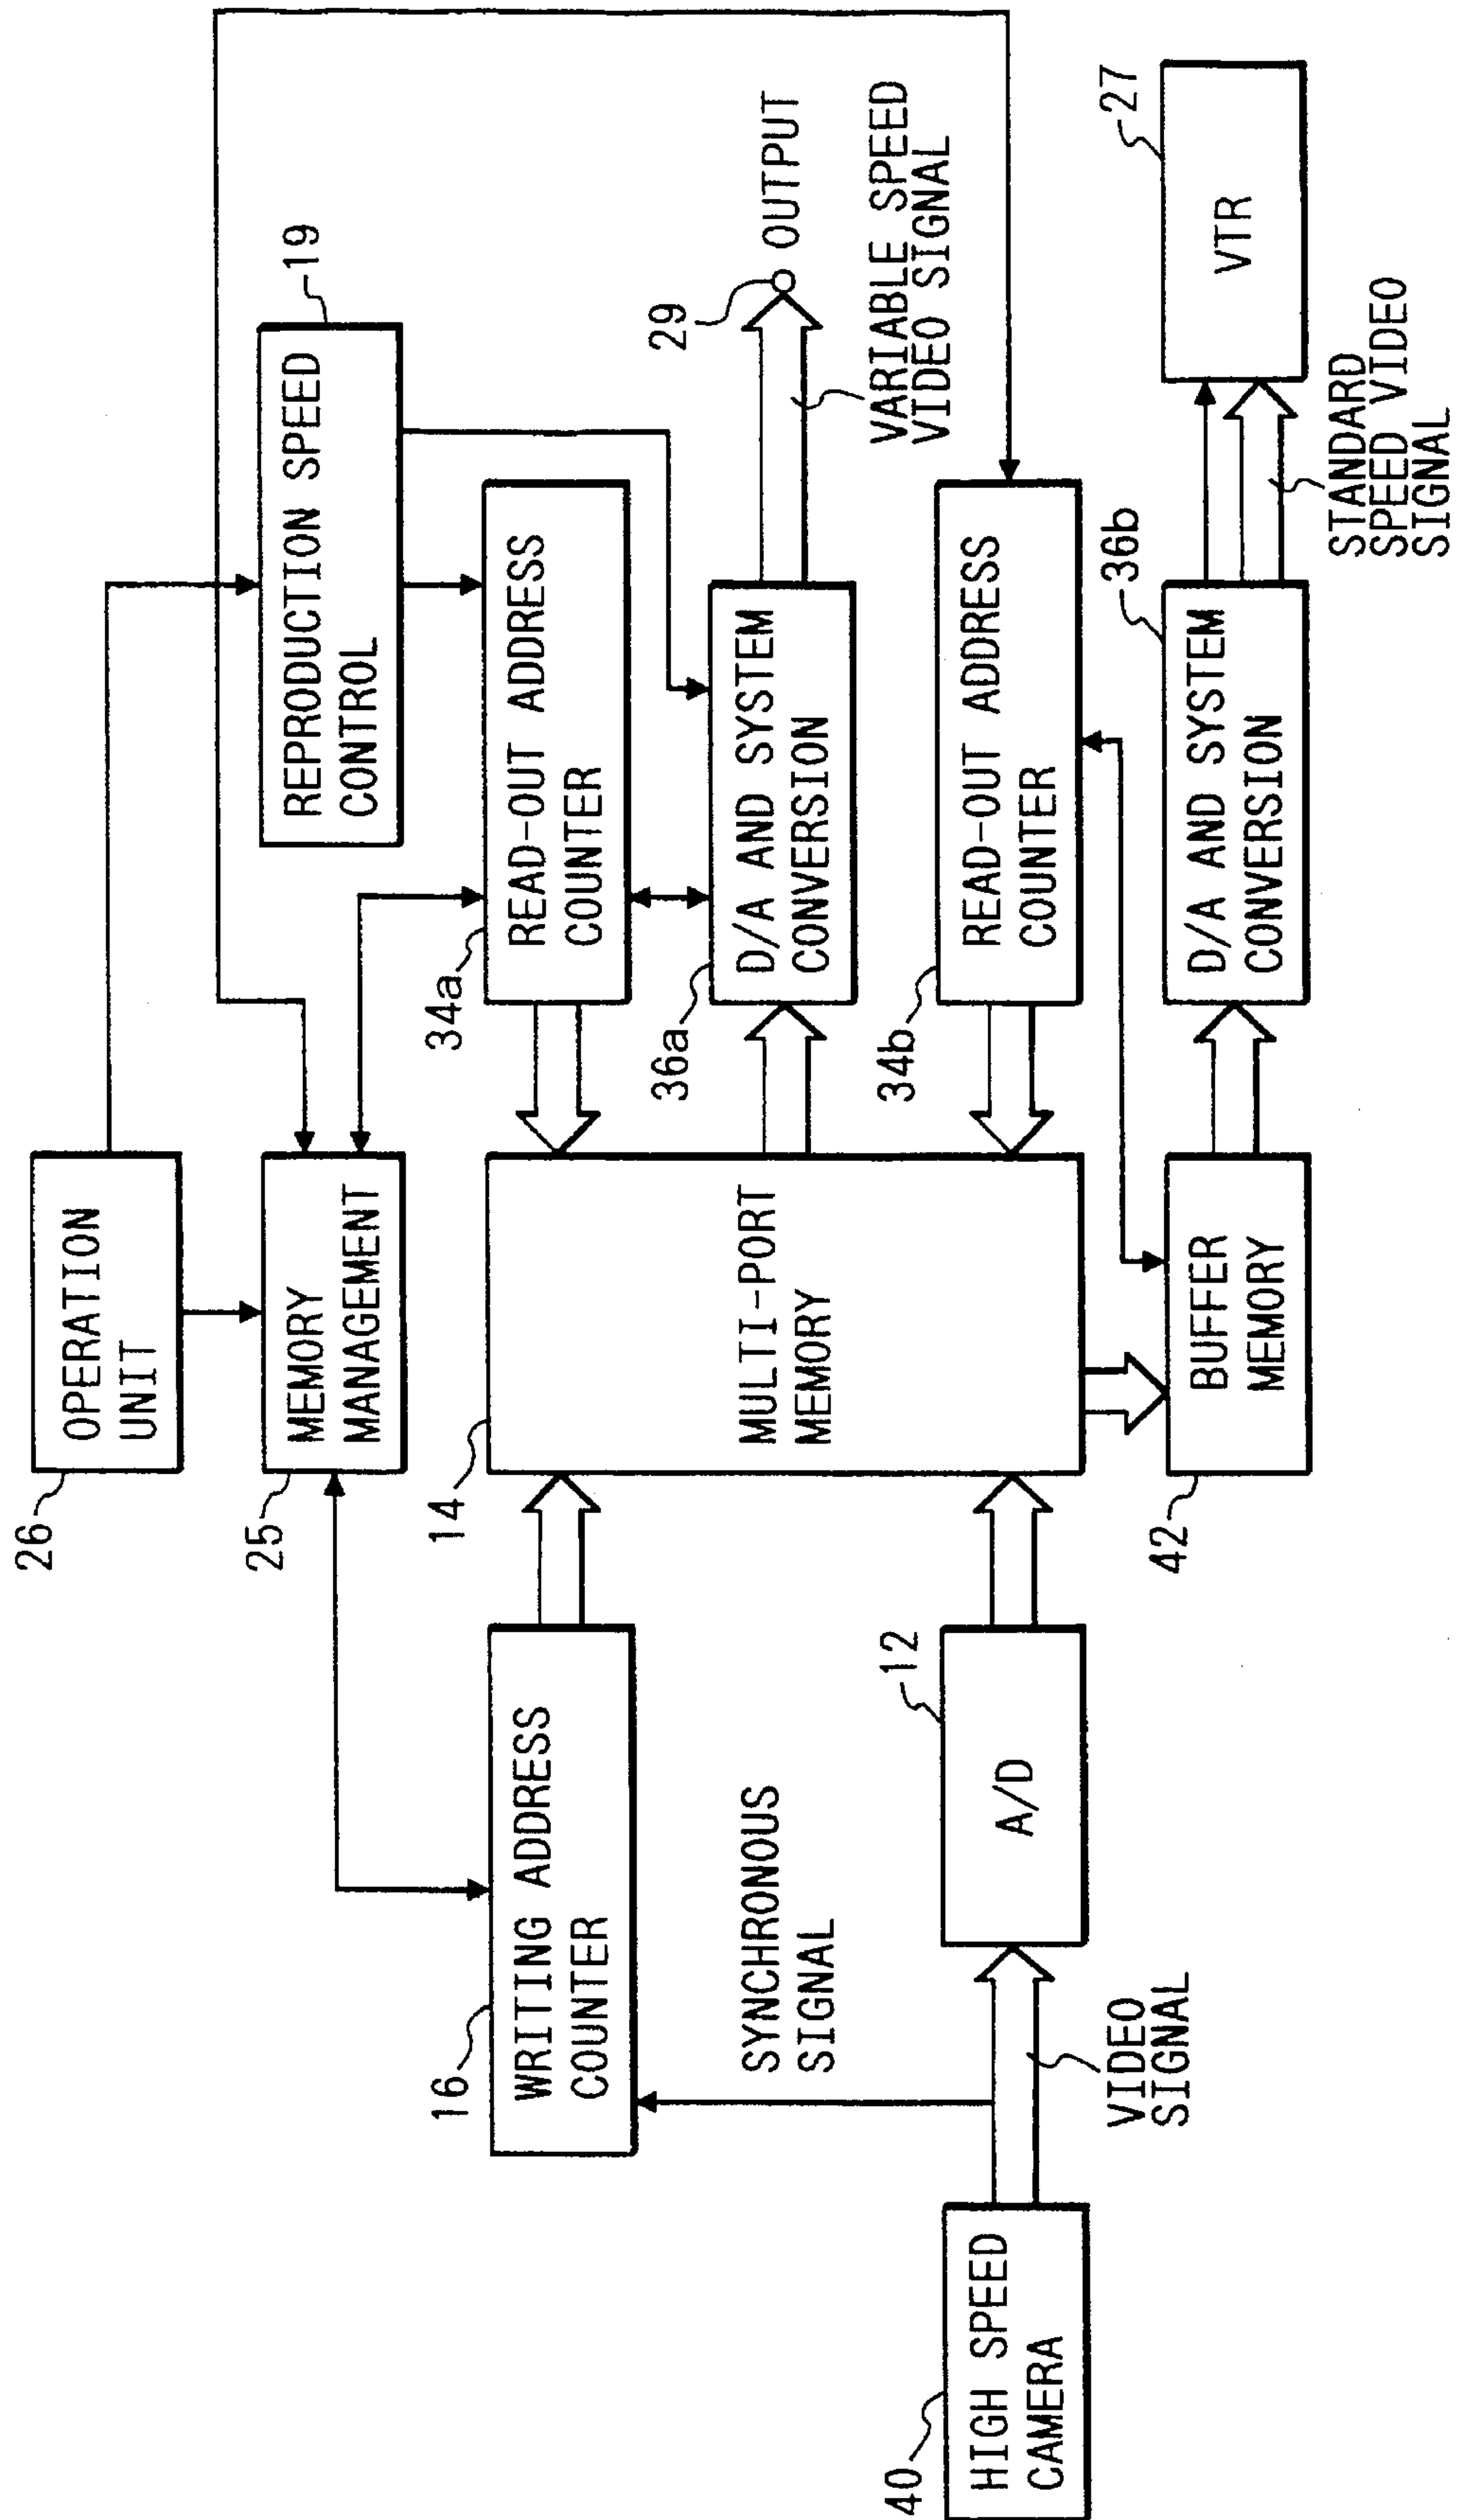 26
OPERATION
UNIT
25
MEMORY
MANAGEMENT
REPRODUCTION SPEED
CONTROL
19
16
WRITING ADDRESS
COUNTER
14
MULTI-PORT
MEMORY
34a
READ-OUT ADDRESS
COUNTER
SYNCHRONOUS
SIGNAL
36a
D/A AND SYSTEM
CONVERSION
29
OUTPUT
VARIABLE SPEED
VIDEO SIGNAL
40
HIGH SPEED
CAMERA
VIDEO
SIGNAL
12
A/D
34b
READ-OUT ADDRESS
COUNTER
42
BUFFER
MEMORY
36b
D/A AND SYSTEM
CONVERSION
STANDARD
SPEED VIDEO
SIGNAL
27
VTR